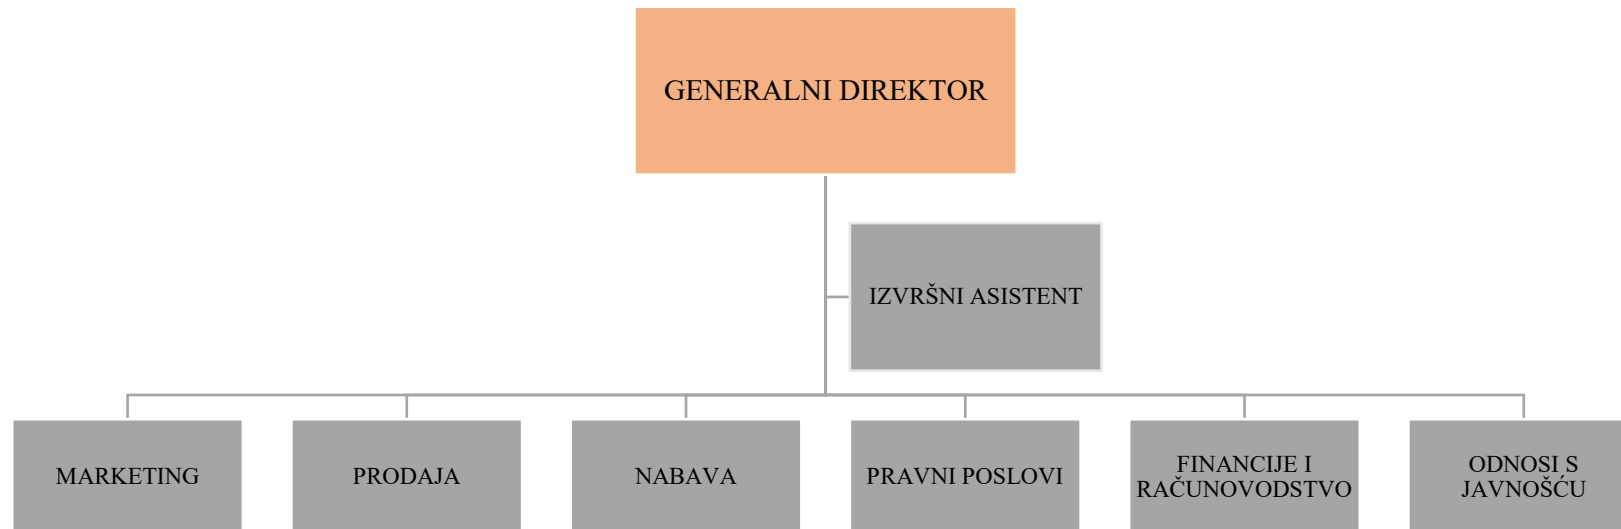 GENERALNI DIREKTOR
IZVRŠNI ASISTENT
MARKETING
PRODAJA
NABAVA
PRAVNI POSLOVI
FINANCIJE I
RAČUNOVODSTVO
ODNOSI S
JAVNOŠĆU